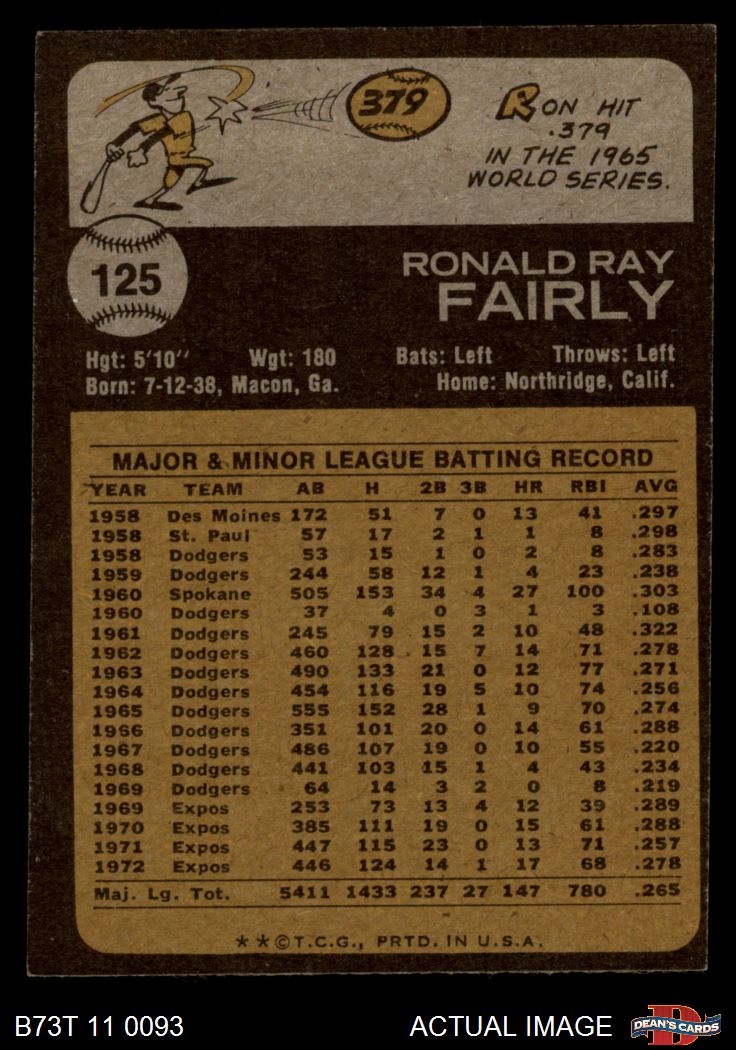 379
RON HIT
.379
IN THE 1965
WORLD SERIES.
125
RONALD RAY
FAIRLY
Hgt: 5'10" Wgt: 180 Bats: Left Throws: Left
Born: 7-12-38, Macon, Ga. Home: Northridge, Calif.
MAJOR & MINOR LEAGUE BATTING RECORD
YEAR TEAM AB H 2B 3B HR RBI AVG
1958 Des Moines 172 51 7 0 13 41 .297
1958 St. Paul 57 17 2 1 1 8 .298
1958 Dodgers 53 15 1 0 2 8 .283
1959 Dodgers 244 58 12 1 4 23 .238
1960 Spokane 505 153 34 4 27 100 .303
1960 Dodgers 37 4 0 3 1 3 .108
1961 Dodgers 245 79 15 2 10 48 .322
1962 Dodgers 460 128 15 7 14 71 .278
1963 Dodgers 490 133 21 0 12 77 .271
1964 Dodgers 454 116 19 5 10 74 .256
1965 Dodgers 555 152 28 1 9 70 .274
1966 Dodgers 351 101 20 0 14 61 .288
1967 Dodgers 486 107 19 0 10 55 .220
1968 Dodgers 441 103 15 1 4 43 .234
1969 Dodgers 64 14 3 2 0 8 .219
1969 Expos 253 73 13 4 12 39 .289
1970 Expos 385 111 19 0 15 61 .288
1971 Expos 447 115 23 0 13 71 .257
1972 Expos 446 124 14 1 17 68 .278
Maj. Lg. Tot. 5411 1433 237 27 147 780 .265
**©T.C.G., PRTD. IN U.S.A.
B73T 11 0093 ACTUAL IMAGE DEAN'S CARDS